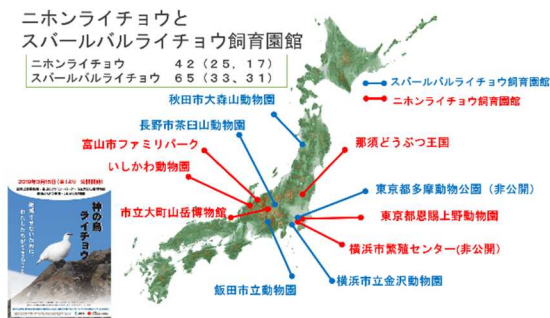 ニホンライチョウと
スバールバルライチョウ飼育園館
ニホンライチョウ 42(25,17)
スバールバルライチョウ 65(33,31)
スバールバルライチョウ飼育園館
ニホンライチョウ飼育園館
秋田市大森山動物園
長野市茶臼山動物園
富山市ファミリーパーク
いしかわ動物園
那須どうぶつ王国
東京都多摩動物公園(非公開)
市立大町山岳博物館
東京都恩賜上野動物園
横浜市繁殖センター(非公開)
横浜市立金沢動物園
飯田市立動物園
神の鳥
ライチョウ